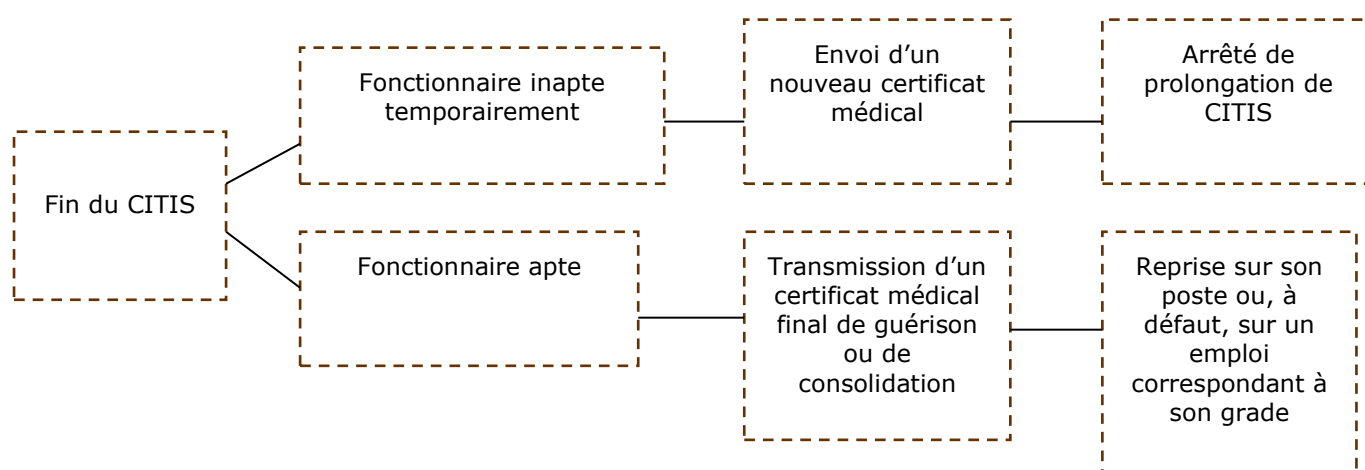 Fin du CITIS
Fonctionnaire inapte
temporairement
Envoi d’un
nouveau certificat
médical
Arrêté de
prolongation de
CITIS
Fonctionnaire apte
Transmission d’un
certificat médical
final de guérison
ou de
consolidation
Reprise sur son
poste ou, à
défaut, sur un
emploi
correspondant à
son grade